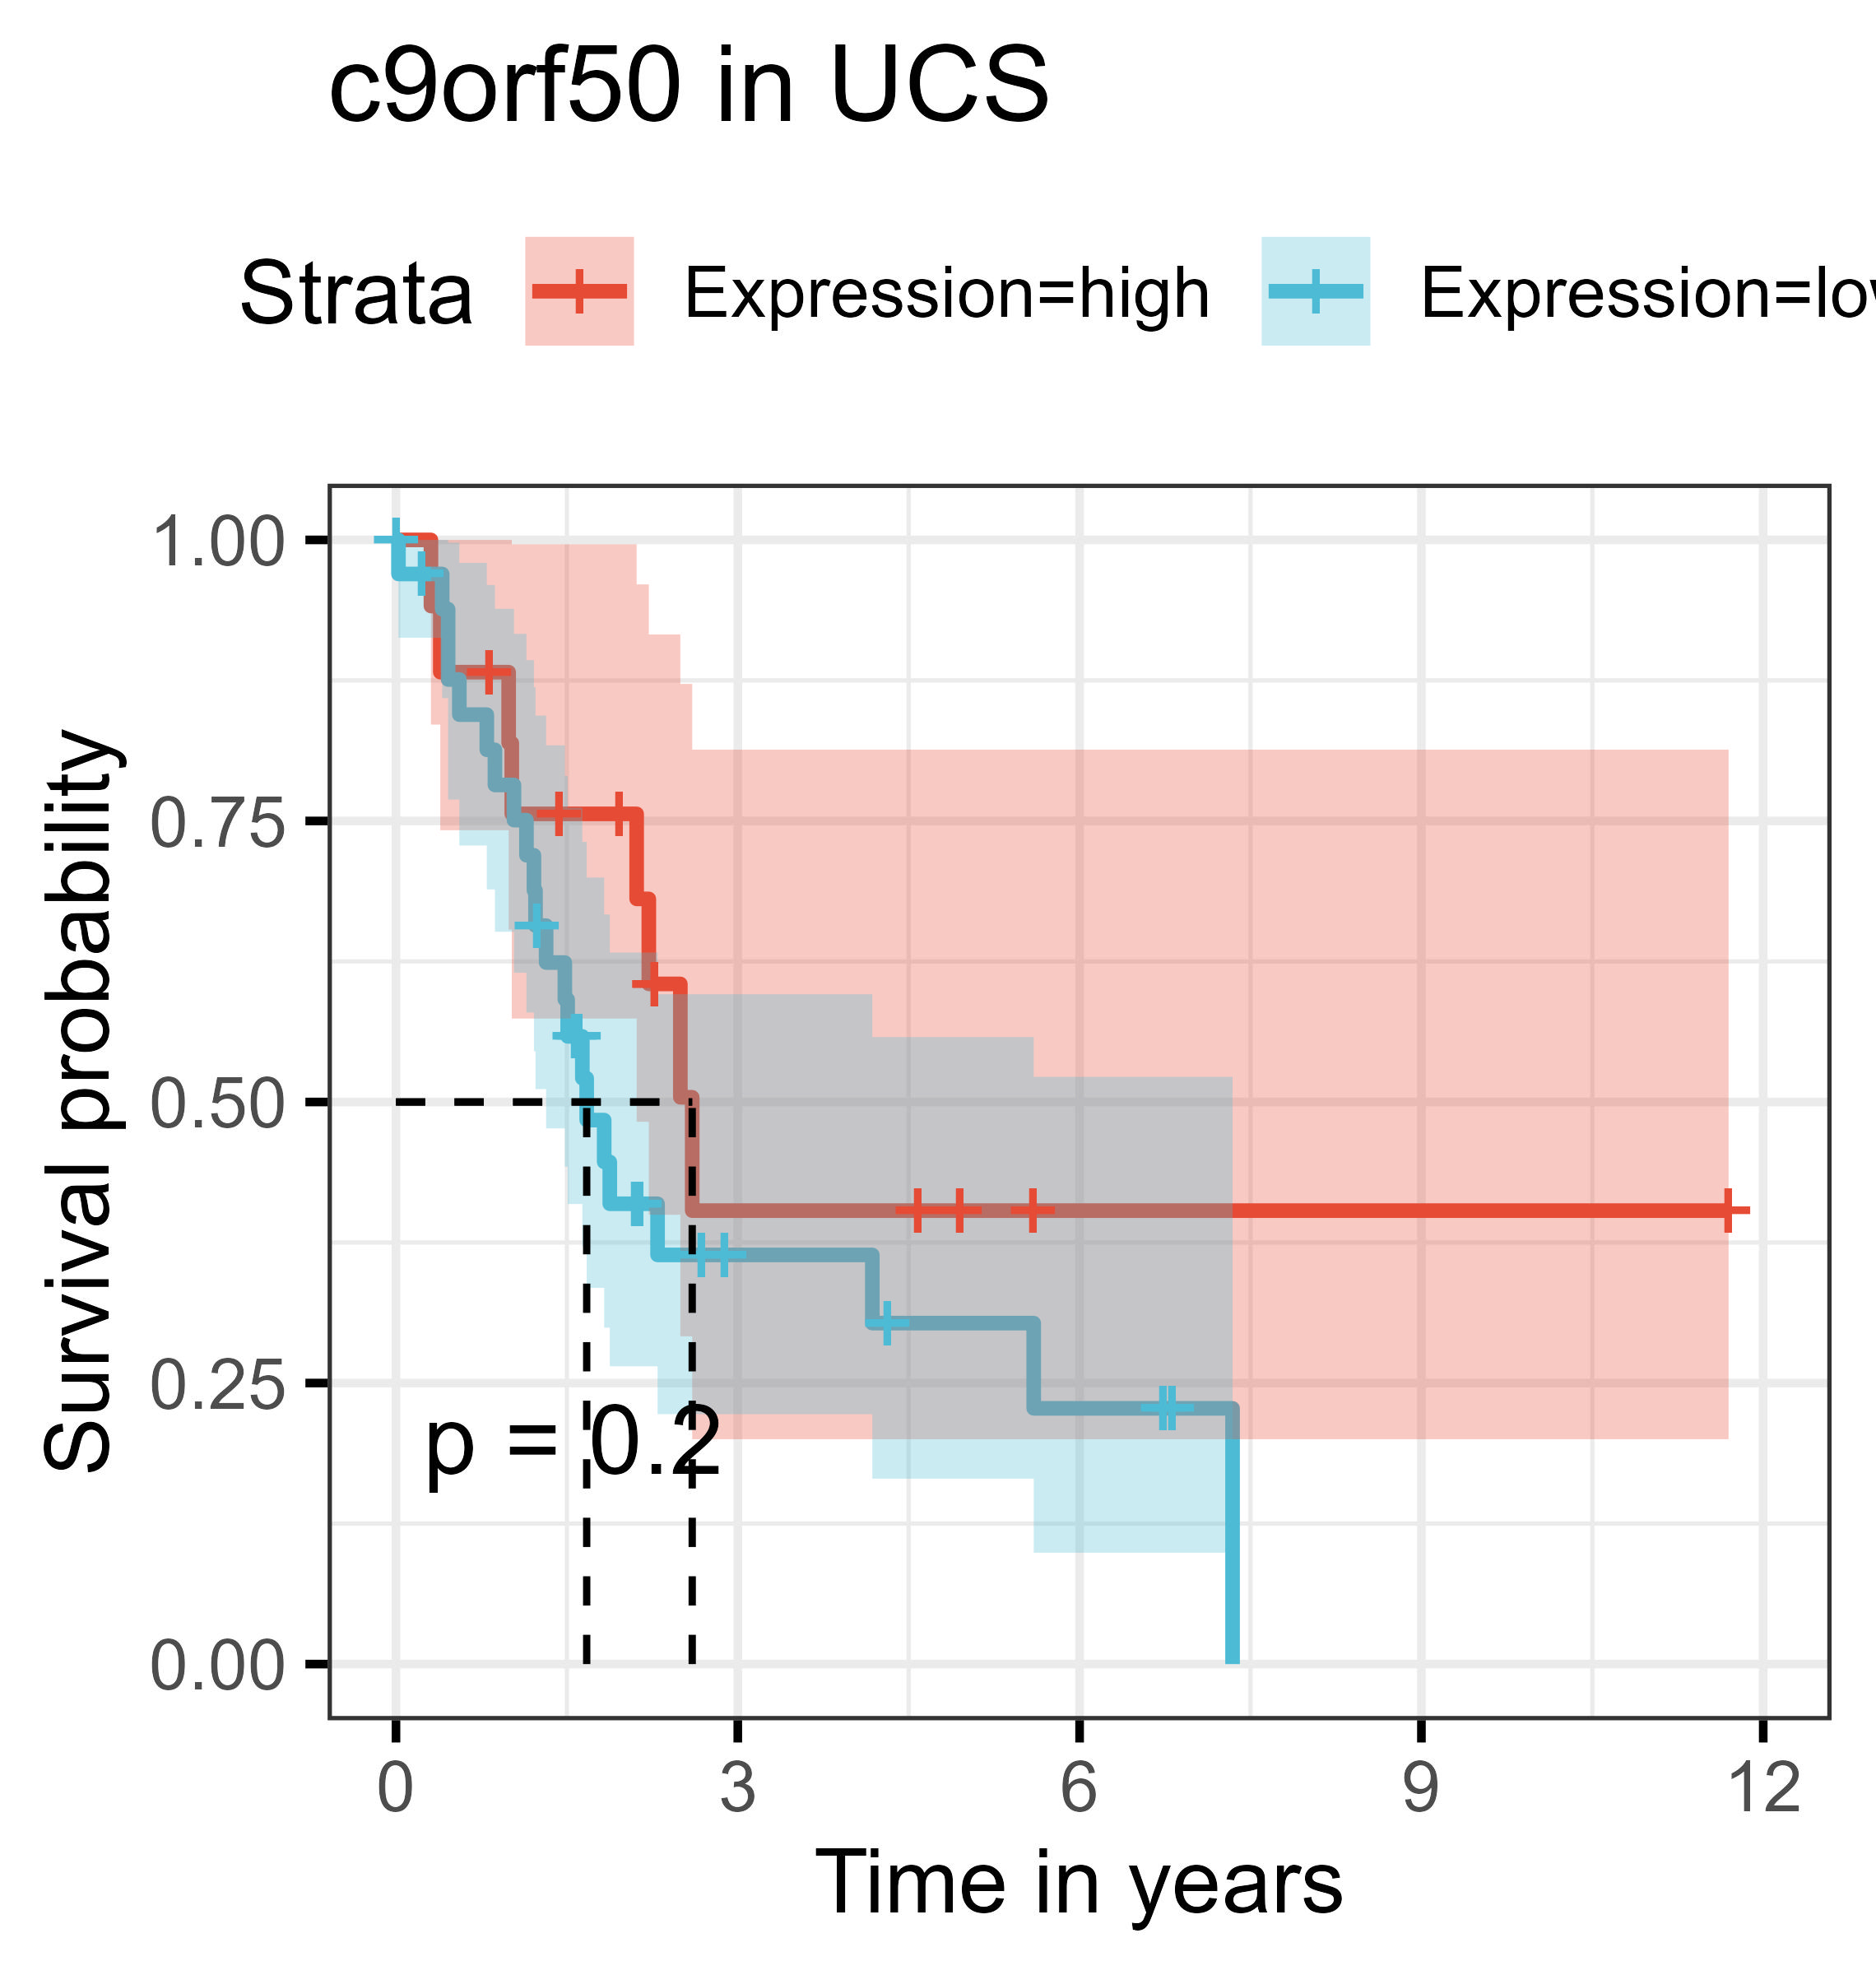 c9orf50 in UCS
Strata Expression=high Expression=lov
Survival probability
1.00
0.75
0.50
0.25
0.00
p = 0.2
0 3 6 9 12
Time in years